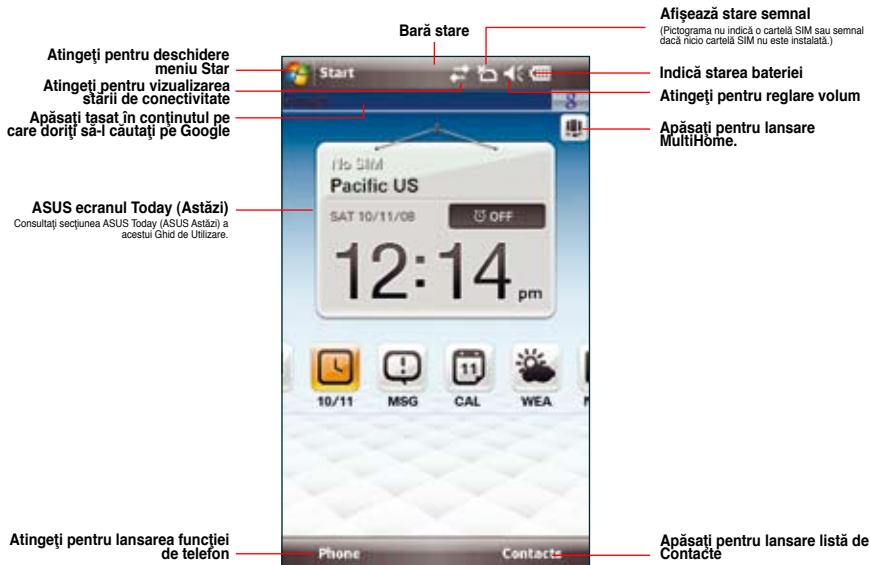 Bară stare
Afișează stare semnal
(Pictograma nu indică o cartelă SIM sau semnal
dacă nicio cartelă SIM nu este instalată.)
Atingeţi pentru deschidere
meniu Star
Atingeţi pentru vizualizarea
stării de conectivitate
Apăsaţi tasat în conţinutul pe
care doriţi să-l căutaţi pe Google
Indică starea bateriei
Atingeţi pentru reglare volum
Apăsaţi pentru lansare
MultiHome.
ASUS ecranul Today (Astăzi)
Consultaţi secţiunea ASUS Today (ASUS Astăzi) a
acestui Ghid de Utilizare.
Start
g
No SIM
Pacific US
SAT 10/11/08
OFF
12:14 pm
11
10/11 MSG CAL WEA
Atingeţi pentru lansarea funcţiei
de telefon
Phone
Contacts
Apăsaţi pentru lansare listă de
Contacte